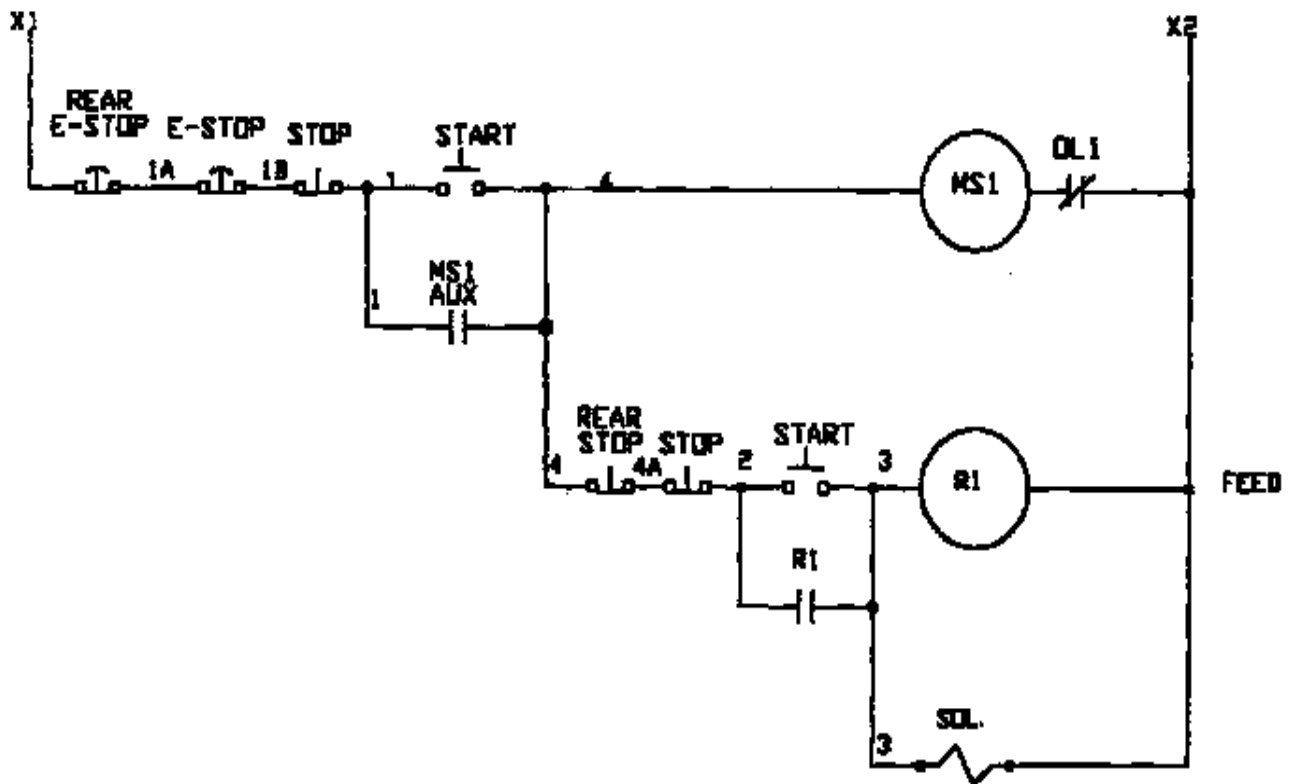 X1
X2
REAR
E-STOP E-STOP STOP
START
OL1
1A
1B
1
4
MS1
MS1
AUX
1
REAR
STOP STOP
START
4
4A
2
3
R1
FEED
R1
SOL.
3